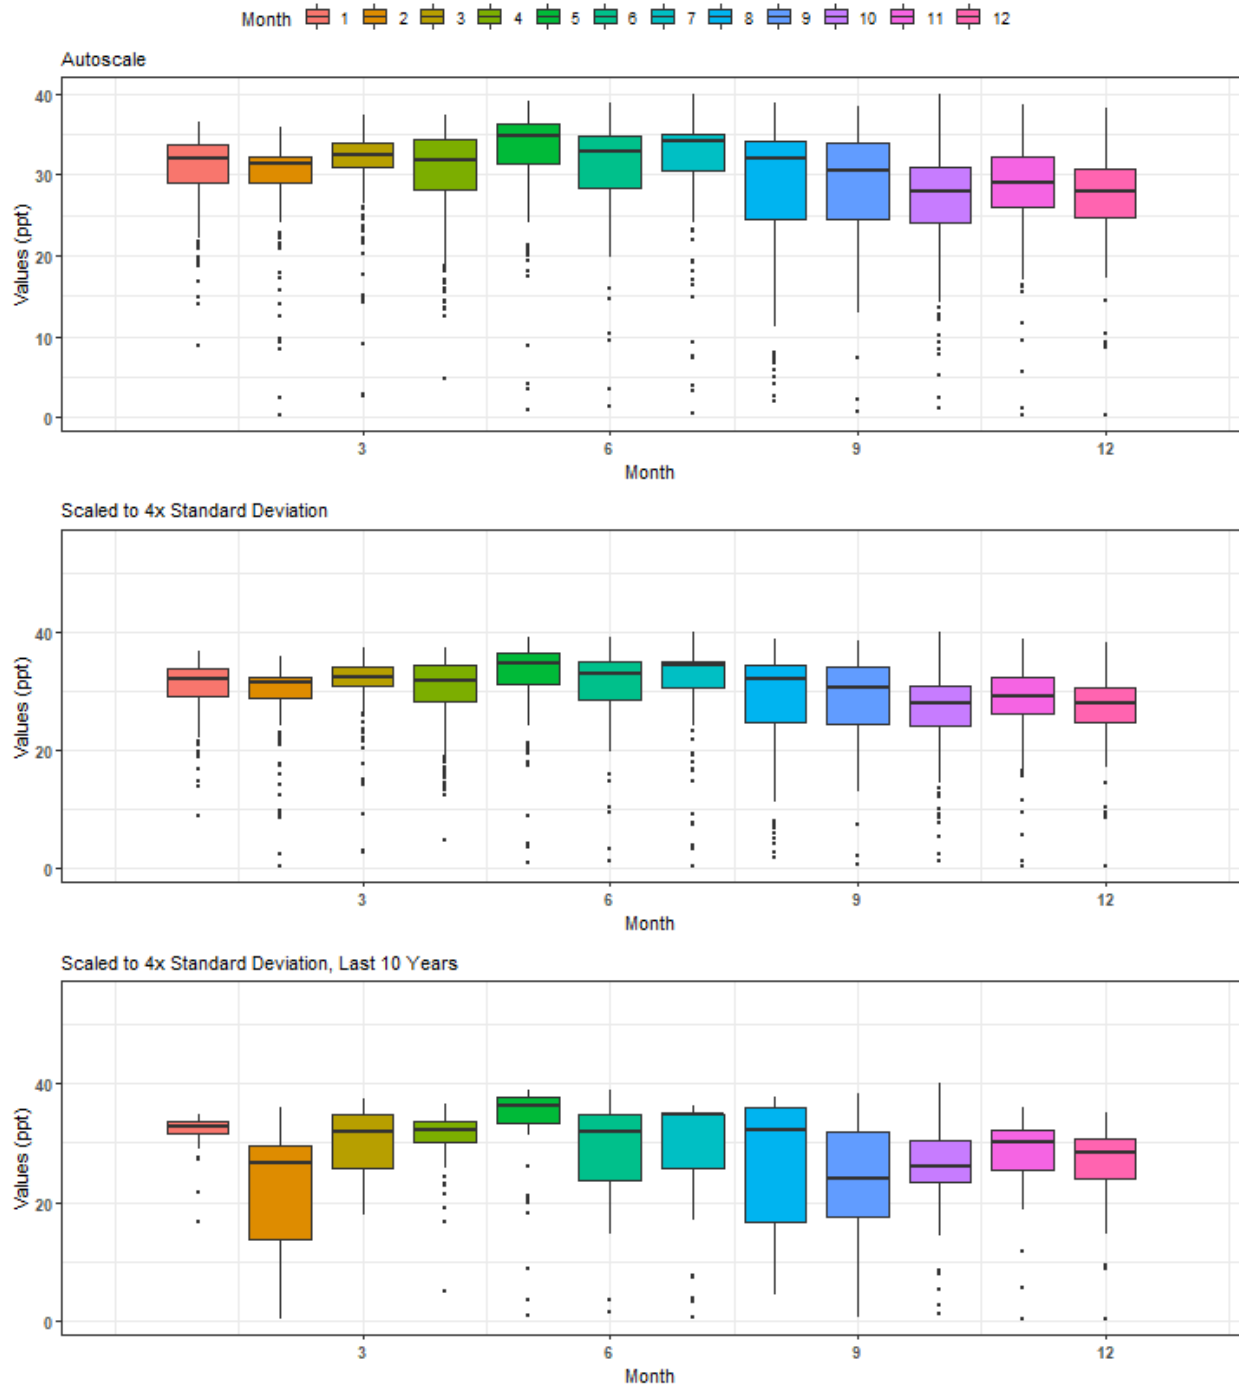 Month 1 2 3 4 5 6 7 8 9 10 11 12
Autoscale
Values (ppt)
40
30
20
10
0
3 6 9 12
Month
Scaled to 4x Standard Deviation
Values (ppt)
40
20
0
3 6 9 12
Month
Scaled to 4x Standard Deviation, Last 10 Years
Values (ppt)
40
20
0
3 6 9 12
Month